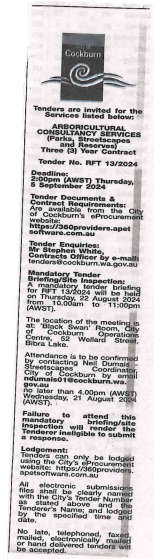 City of
Cockburn
Tenders are invited for the
Services listed below:
ARBORICULTURAL
CONSULTANCY SERVICES
(Parks, Streetscapes
and Reserves)
Three (3) Year Contract
Tender No. RFT 13/2024
Deadline:
2:00pm (AWST) Thursday,
5 September 2024
Tender Documents &
Contract Requirements:
Are available from the City
of Cockburn's eProcurement
website:
https://360providers.apet
software.com.au
Tender Enquiries:
Mr Stephen White,
Contracts Officer by e-mail:
tenders@cockburn.wa.gov.au
Mandatory Tender
Briefing/Site Inspection:
A mandatory tender briefing
for RFT 13/2024 will be held
on Thursday, 22 August 2024
from 10.00am to 11:00pm
(AWST).
The location of the meeting is
at: 'Black Swan' Room, City
of Cockburn Operations
Centre, 52 Wellard Street,
Bibra Lake.
Attendance is to be confirmed
by contacting Neil Dumais -
Streetscapes Coordinator,
City of Cockburn by email
ndumais01@cockburn.wa.
gov.au
no later than 4.00pm (AWST)
Wednesday, 21 August 2024
(AWST).
Failure to attend this
mandatory briefing/site
inspection will render the
Tenderer ineligible to submit
a response.
Lodgement:
Tenders can only be lodged
using the City's eProcurement
website: https://360providers.
apetsoftware.com.au
All electronic submissions
files shall be clearly named
with the City's Tender Number
as stated above and the
Tenderer's Name; and lodged
by the specified time and
date.
No late, telephoned, faxed,
mailed, electronically mailed
or hand delivered tenders will
be accepted.